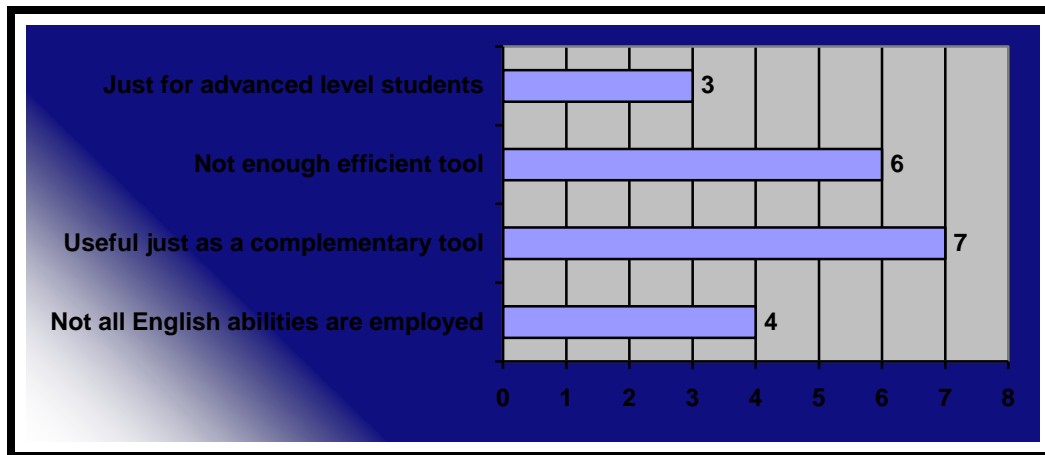 Just for advanced level students
3
Not enough efficient tool
6
Useful just as a complementary tool
7
Not all English abilities are employed
4
0 1 2 3 4 5 6 7 8